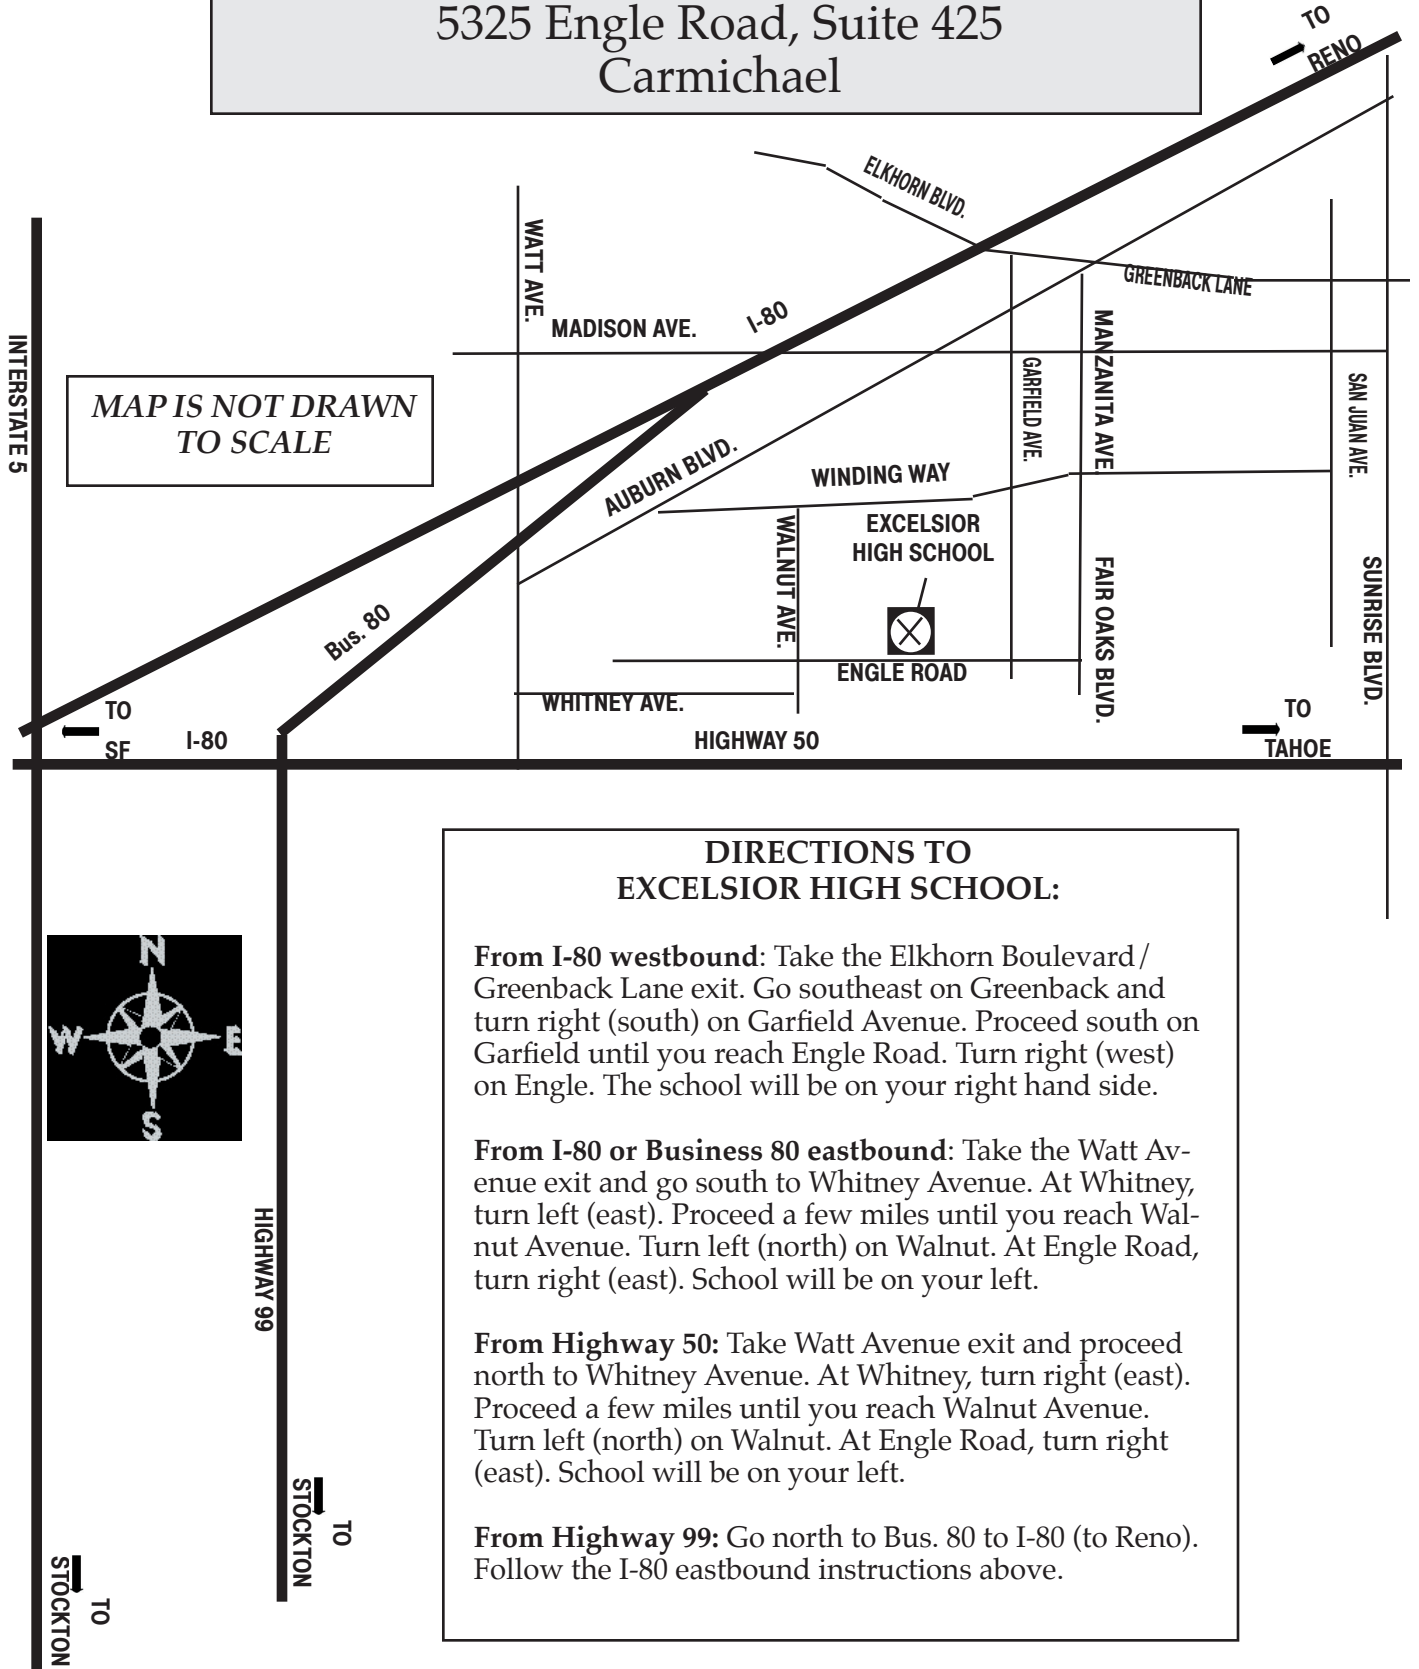 5325 Engle Road, Suite 425
Carmichael
TO
RENO
ELKHORN BLVD.
GREENBACK LANE
WATT AVE.
MADISON AVE.
I-80
INTERSTATE 5
MAP IS NOT DRAWN
TO SCALE
GARFIELD AVE.
MANZANITA AVE.
SAN JUAN AVE.
AUBURN BLVD.
WINDING WAY
EXCELSIOR
HIGH SCHOOL
WALNUT AVE.
FAIR OAKS BLVD.
SUNRISE BLVD.
Bus. 80
ENGLE ROAD
WHITNEY AVE.
TO
SF
I-80
HIGHWAY 50
TO
TAHOE
DIRECTIONS TO
EXCELSIOR HIGH SCHOOL:
From I-80 westbound: Take the Elkhorn Boulevard/
Greenback Lane exit. Go southeast on Greenback and
turn right (south) on Garfield Avenue. Proceed south on
Garfield until you reach Engle Road. Turn right (west)
on Engle. The school will be on your right hand side.
From I-80 or Business 80 eastbound: Take the Watt Av-
enue exit and go south to Whitney Avenue. At Whitney,
turn left (east). Proceed a few miles until you reach Wal-
nut Avenue. Turn left (north) on Walnut. At Engle Road,
turn right (east). School will be on your left.
From Highway 50: Take Watt Avenue exit and proceed
north to Whitney Avenue. At Whitney, turn right (east).
Proceed a few miles until you reach Walnut Avenue.
Turn left (north) on Walnut. At Engle Road, turn right
(east). School will be on your left.
From Highway 99: Go north to Bus. 80 to I-80 (to Reno).
Follow the I-80 eastbound instructions above.
N
W
E
S
HIGHWAY 99
TO
STOCKTON
TO
STOCKTON